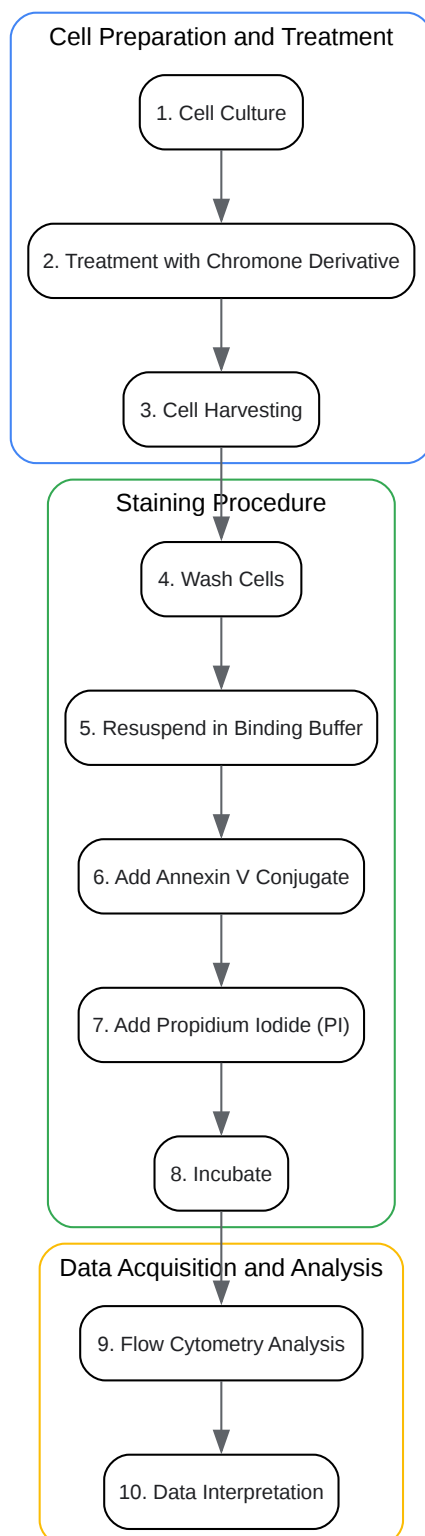 Cell Preparation and Treatment
1. Cell Culture
2. Treatment with Chromone Derivative
3. Cell Harvesting
Staining Procedure
4. Wash Cells
5. Resuspend in Binding Buffer
6. Add Annexin V Conjugate
7. Add Propidium Iodide (PI)
8. Incubate
Data Acquisition and Analysis
9. Flow Cytometry Analysis
10. Data Interpretation